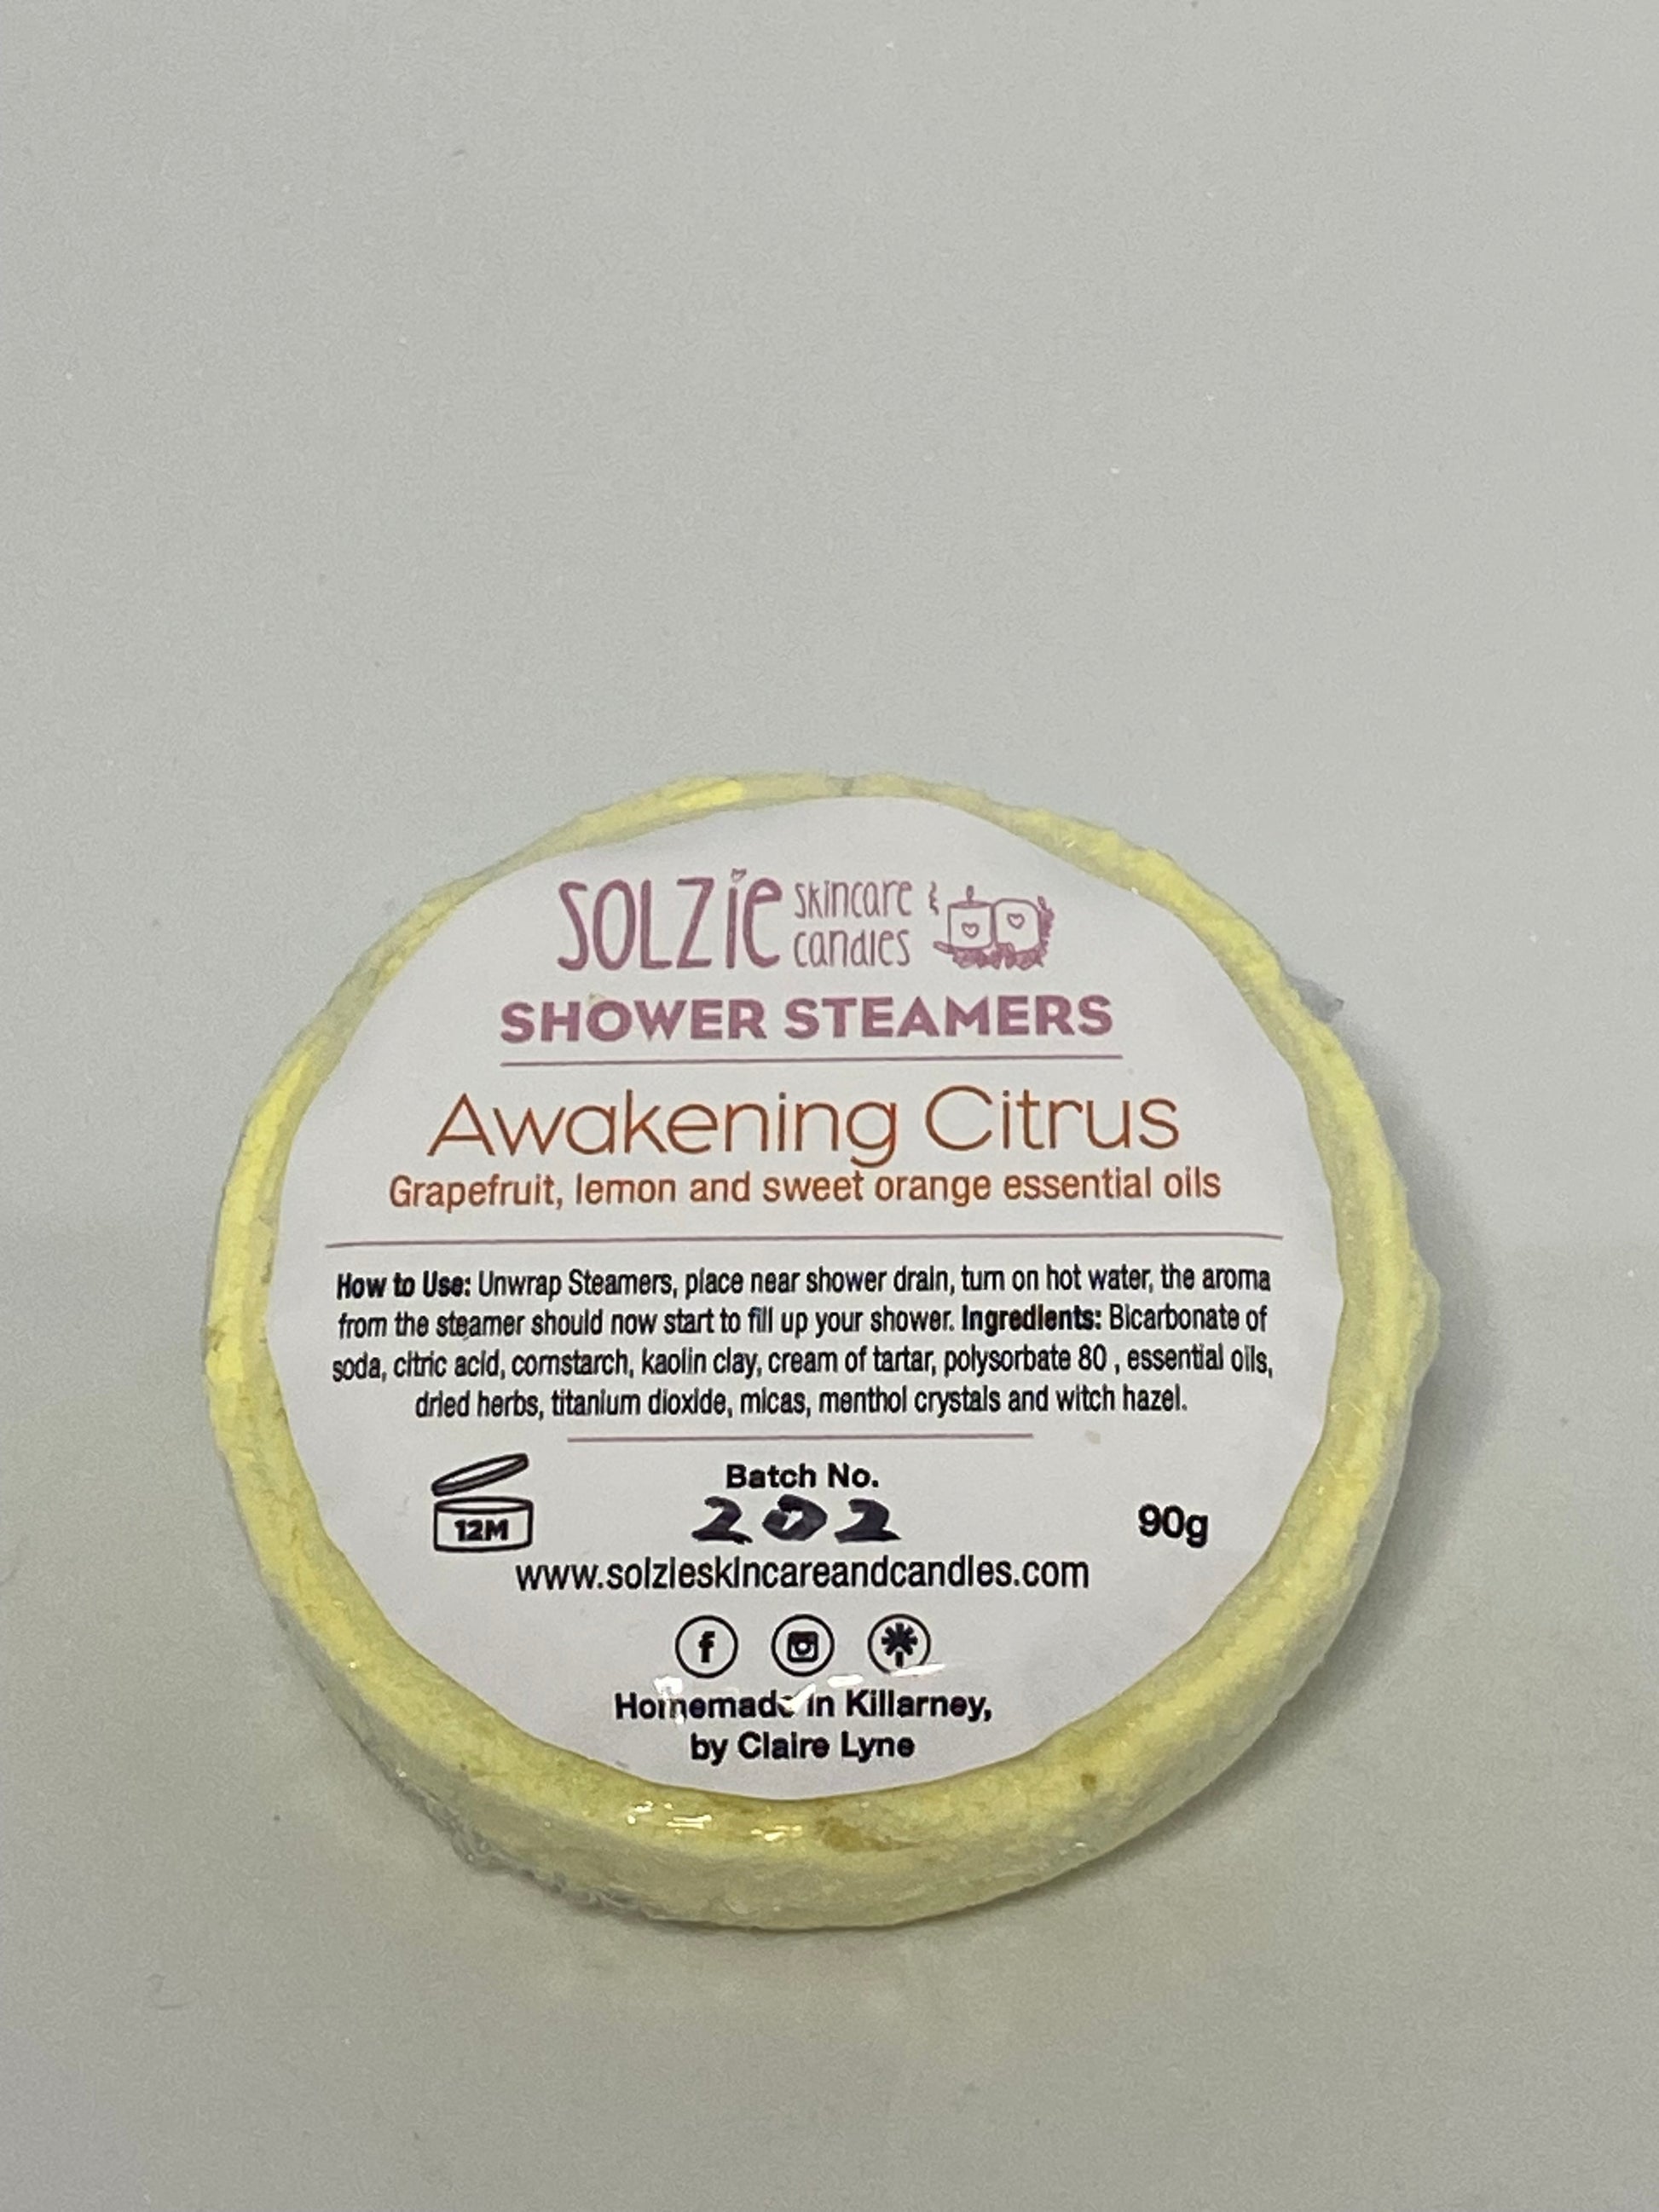 SOLZie skincare &
candles
SHOWER STEAMERS
Awakening Citrus
Grapefruit, lemon and sweet orange essential oils
How to Use: Unwrap Steamers, place near shower drain, turn on hot water, the aroma
from the steamer should now start to fill up your shower. Ingredients: Bicarbonate of
soda, citric acid, cornstarch, kaolin clay, cream of tartar, polysorbate 80 , essential oils,
dried herbs, titanium dioxide, micas, menthol crystals and witch hazel.
Batch No.
12M
202
90g
www.solzieskincareandcandles.com
Homemade in Killarney,
by Claire Lyne